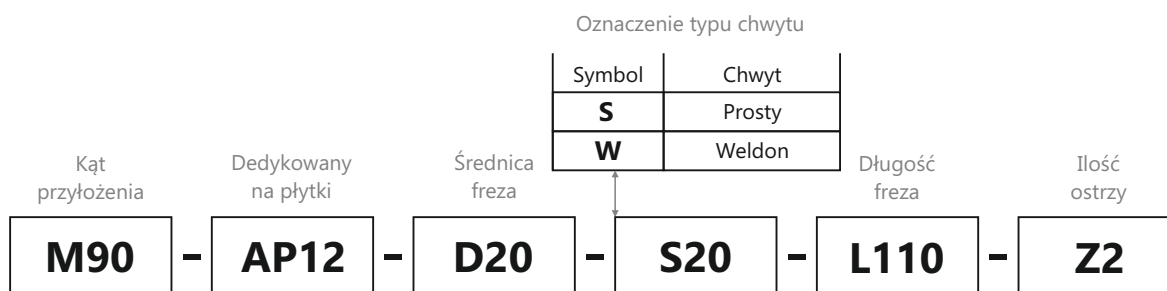 Oznaczenie typu chwytu
Symbol Chwyt
S Prosty
W Weldon
Kąt
przyłożenia
Dedykowany
na płytki
Średnica
freza
Długość
freza
Ilość
ostrzy
M90 - AP12 - D20 - S20 - L110 - Z2